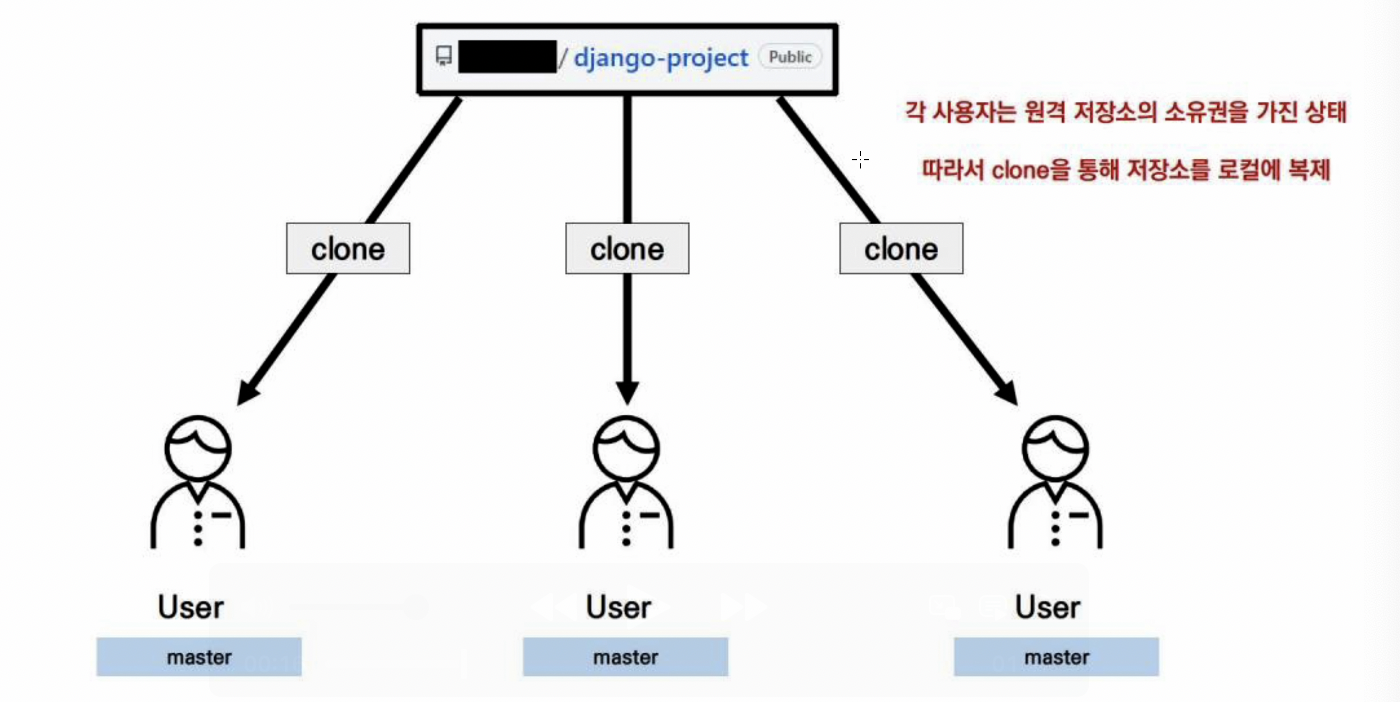 / django-project Public
각 사용자는 원격 저장소의 소유권을 가진 상태
따라서 clone을 통해 저장소를 로컬에 복제
clone
clone
clone
User
User
User
master
master
master